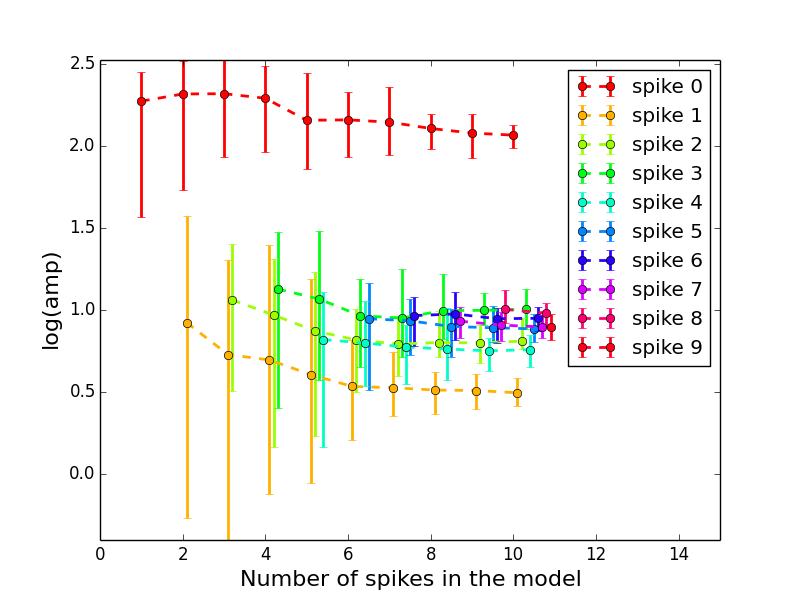 2.5
2.0
1.5
1.0
0.5
0.0
log(amp)
0 2 4 6 8 10 12 14
Number of spikes in the model
spike 0
spike 1
spike 2
spike 3
spike 4
spike 5
spike 6
spike 7
spike 8
spike 9